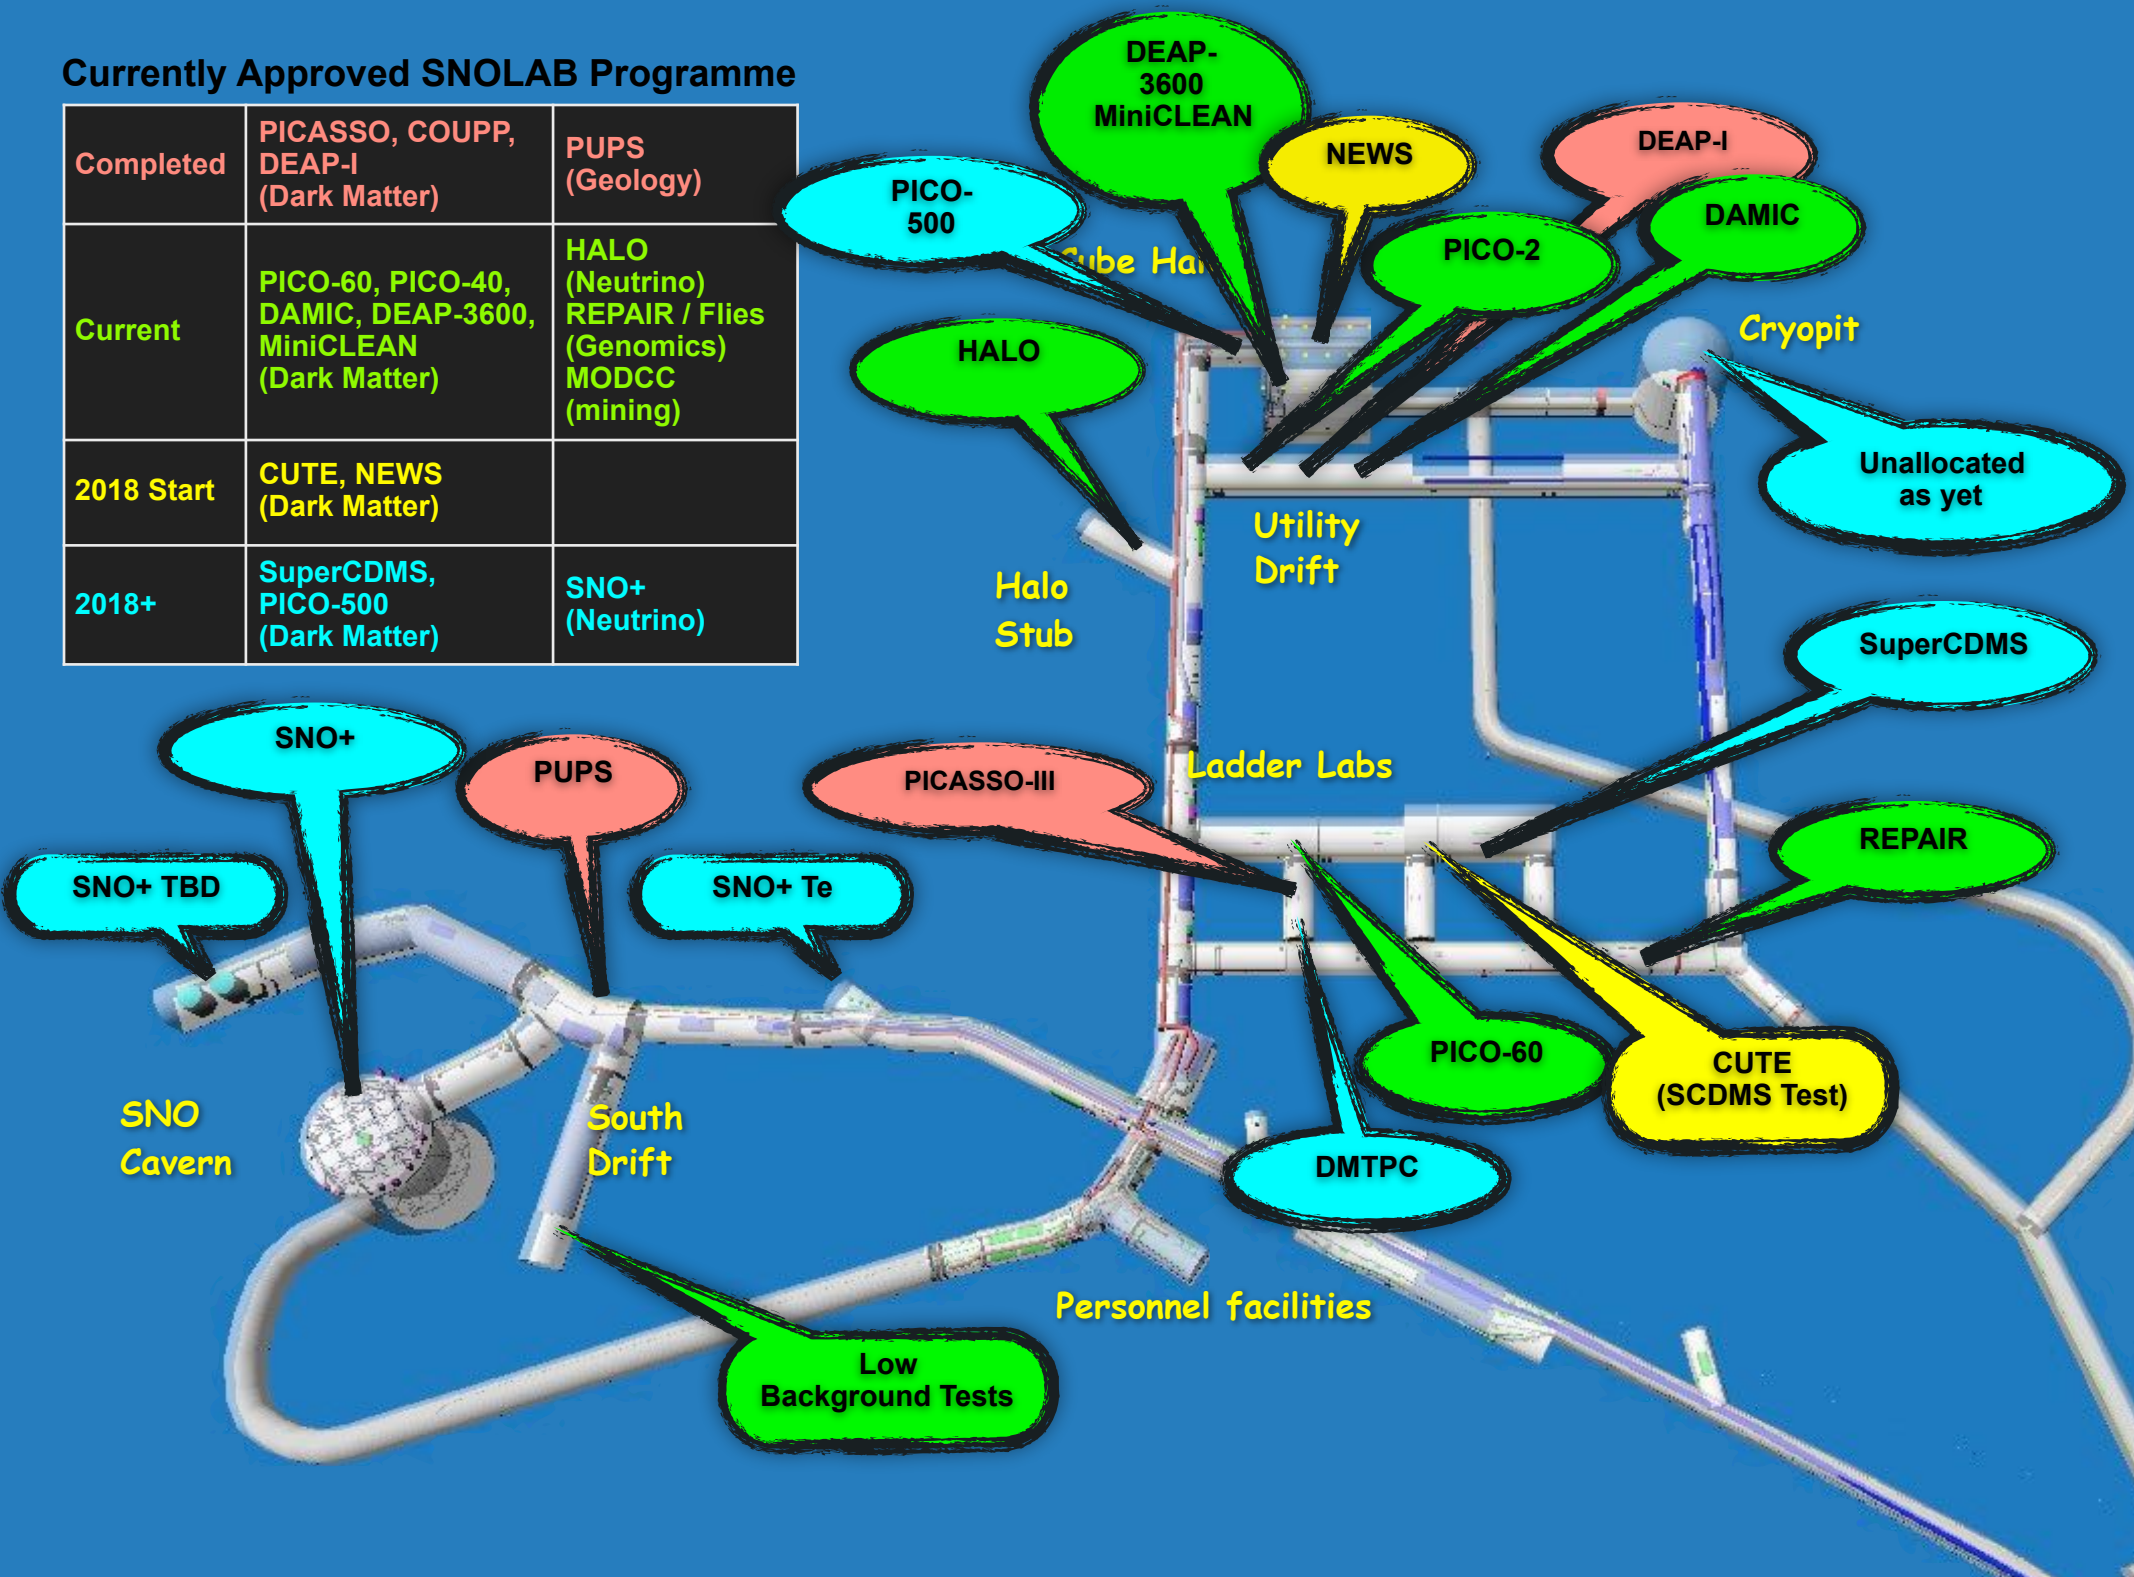 Currently Approved SNOLAB Programme
Completed
PICASSO, COUPP,
DEAP-I
(Dark Matter)
PUPS
(Geology)
Current
PICO-60, PICO-40,
DAMIC, DEAP-3600,
MiniCLEAN
(Dark Matter)
HALO
(Neutrino)
REPAIR / Flies
(Genomics)
MODCC
(mining)
2018 Start
CUTE, NEWS
(Dark Matter)
2018+
SuperCDMS,
PICO-500
(Dark Matter)
SNO+
(Neutrino)
DEAP-
3600
MiniCLEAN
NEWS
DEAP-I
PICO-
500
DAMIC
PICO-2
Cube Hal
HALO
Cryopit
Unallocated
as yet
Utility
Drift
Halo
Stub
SuperCDMS
SNO+
PUPS
PICASSO-III
Ladder Labs
REPAIR
SNO+ TBD
SNO+ Te
PICO-60
CUTE
(SCDMS Test)
SNO
Cavern
South
Drift
DMTPC
Personnel facilities
Low
Background Tests